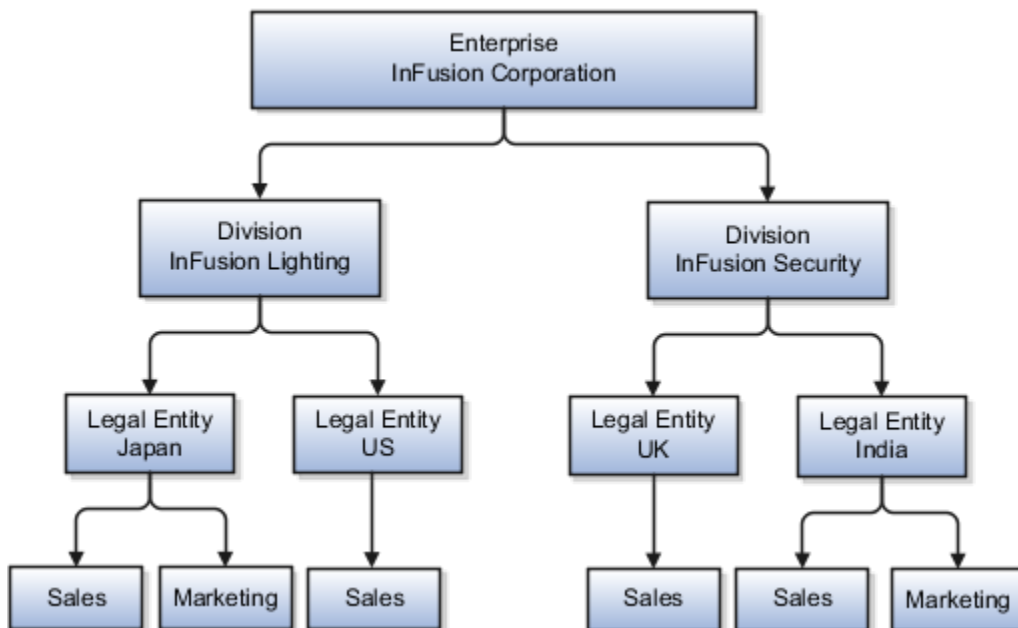 Enterprise
InFusion Corporation
Division
InFusion Lighting
Division
InFusion Security
Legal Entity
Japan
Legal Entity
US
Legal Entity
UK
Legal Entity
India
Sales
Marketing
Sales
Sales
Sales
Marketing